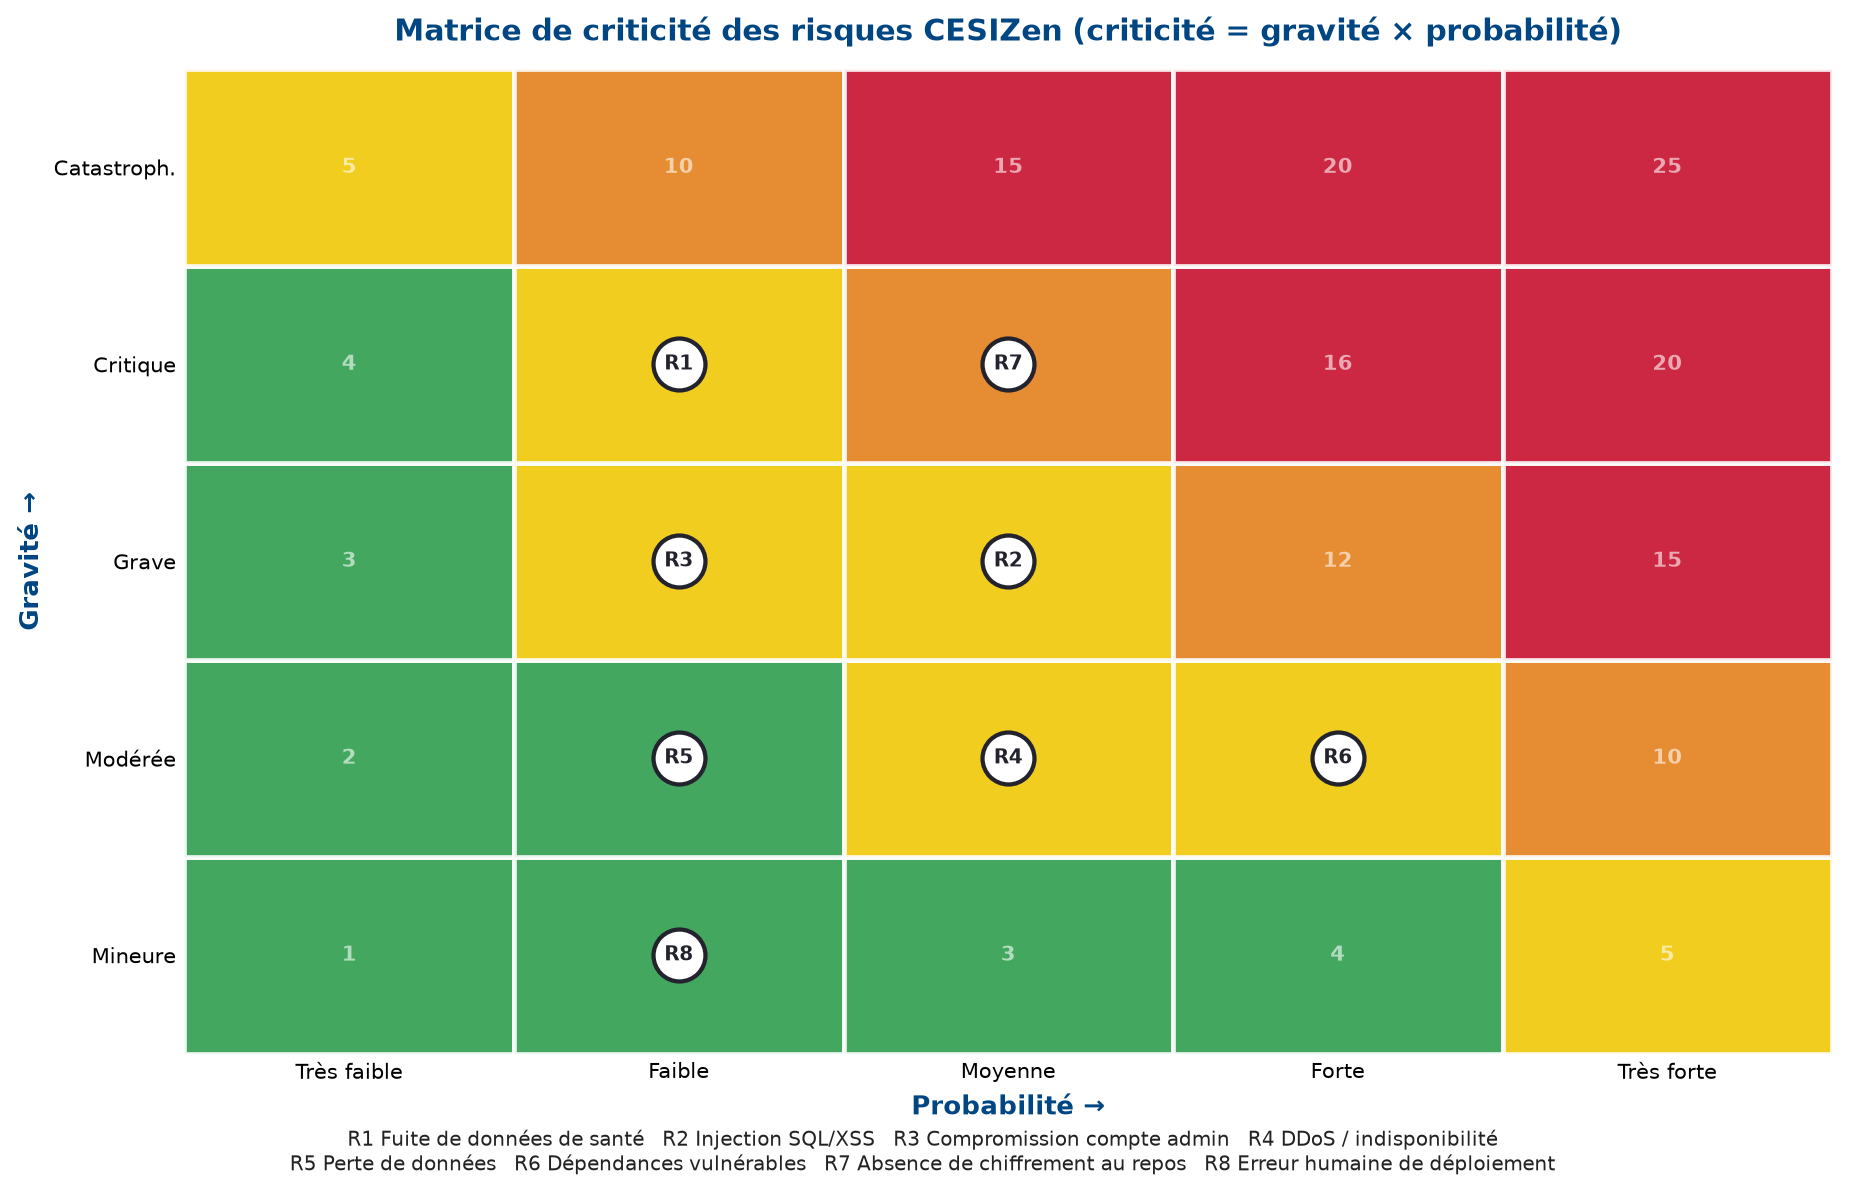 Matrice de criticité des risques CESIZen (criticité = gravité × probabilité)
Catastroph. 5 10 15 20 25
Critique 4 R1 R7 16 20
Grave 3 R3 R2 12 15
Modérée 2 R5 R4 R6 10
Mineure 1 R8 3 4 5
Gravité →
Très faible Faible Moyenne Forte Très forte
Probabilité →
R1 Fuite de données de santé R2 Injection SQL/XSS R3 Compromission compte admin R4 DDoS / indisponibilité
R5 Perte de données R6 Dépendances vulnérables R7 Absence de chiffrement au repos R8 Erreur humaine de déploiement